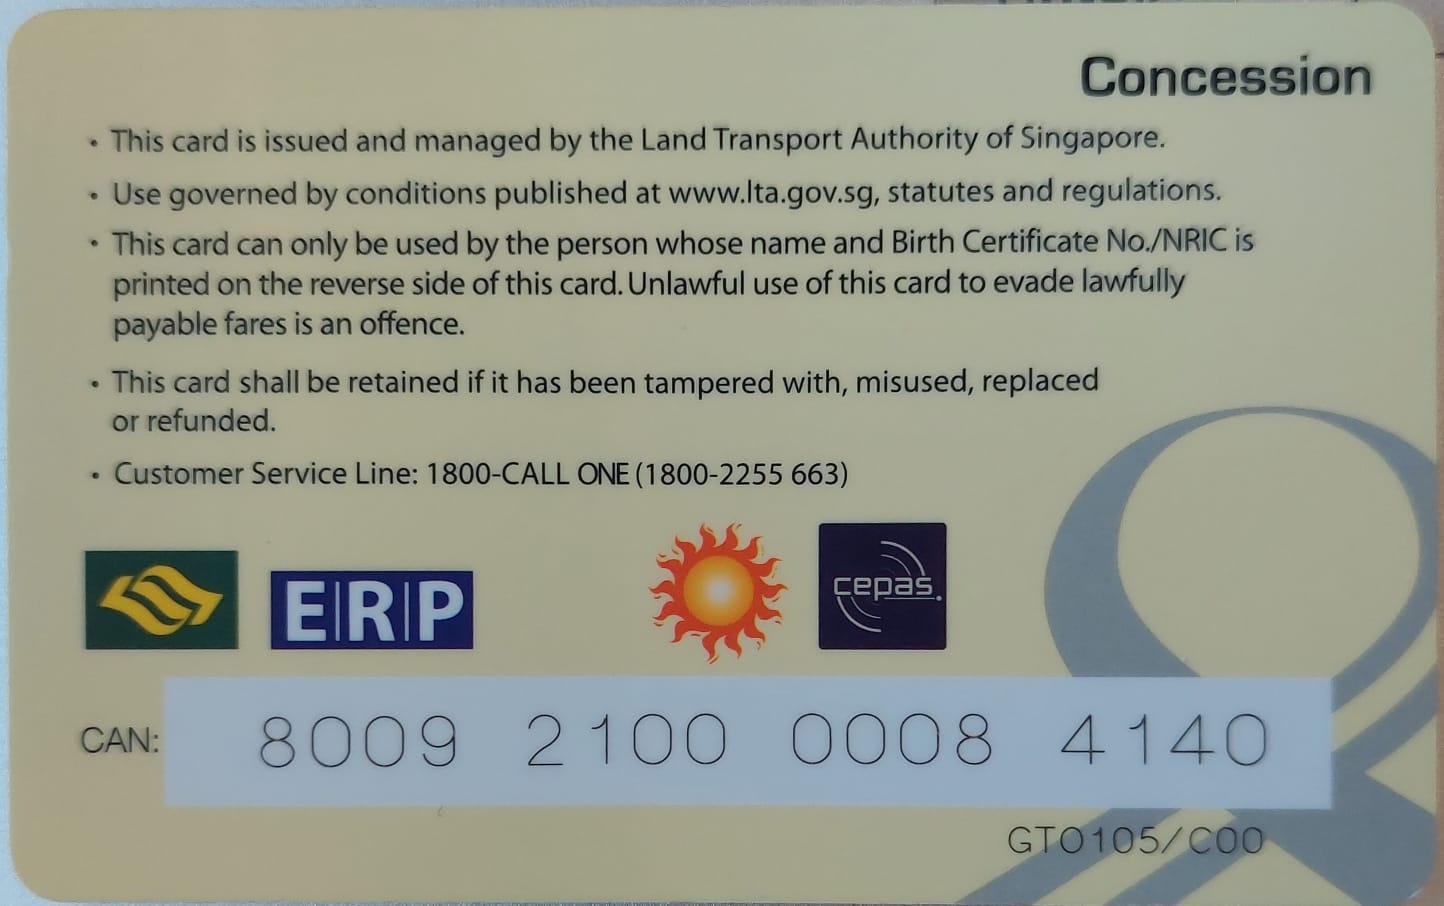 Concession
• This card is issued and managed by the Land Transport Authority of Singapore.
• Use governed by conditions published at www.lta.gov.sg, statutes and regulations.
• This card can only be used by the person whose name and Birth Certificate No./NRIC is
printed on the reverse side of this card. Unlawful use of this card to evade lawfully
payable fares is an offence.
• This card shall be retained if it has been tampered with, misused, replaced
or refunded.
• Customer Service Line: 1800-CALL ONE (1800-2255 663)
E|R|P
cepas
CAN: 8009 2100 0008 4140
GTO105/C00